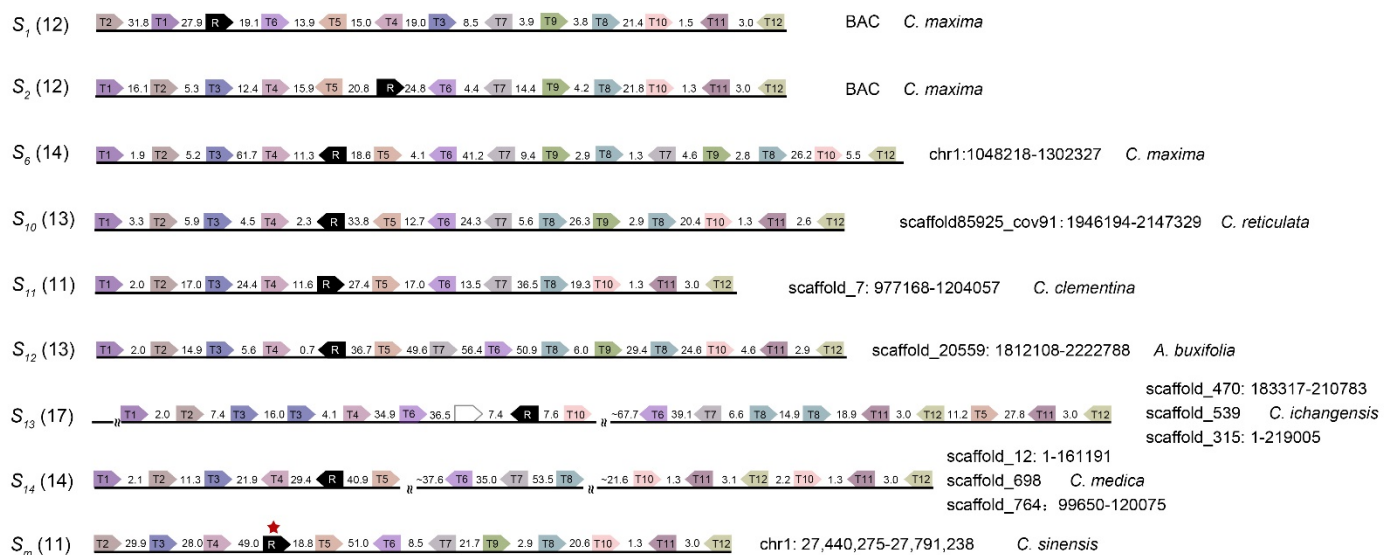 S1 (12) T2 31.8 T1 27.9 R 19.1 T6 13.9 T5 15.0 T4 19.0 T3 8.5 T7 3.9 T9 3.8 T8 21.4 T10 1.5 T11 3.0 T12 BAC C. maxima
S2 (12) T1 16.1 T2 5.3 T3 12.4 T4 15.9 T5 20.8 R 24.8 T6 4.4 T7 14.4 T9 4.2 T8 21.8 T10 1.3 T11 3.0 T12 BAC C. maxima
S6 (14) T1 1.9 T2 5.2 T3 61.7 T4 11.3 R 18.6 T5 4.1 T6 41.2 T7 9.4 T9 2.9 T8 1.3 T7 4.6 T9 2.8 T8 26.2 T10 5.5 T12 chr1:1048218-1302327 C. maxima
S10 (13) T1 3.3 T2 5.9 T3 4.5 T4 2.3 R 33.8 T5 12.7 T6 24.3 T7 5.6 T8 26.3 T9 2.9 T8 20.4 T10 1.3 T11 2.6 T12 scaffold85925_cov91: 1946194-2147329 C. reticulata
S11 (11) T1 2.0 T2 17.0 T3 24.4 T4 11.6 R 27.4 T5 17.0 T6 13.5 T7 36.5 T8 19.3 T10 1.3 T11 3.0 T12 scaffold_7: 977168-1204057 C. clementina
S12 (13) T1 2.0 T2 14.9 T3 5.6 T4 0.7 R 36.7 T5 49.6 T7 56.4 T6 50.9 T8 6.0 T9 29.4 T8 24.6 T10 4.6 T11 2.9 T12 scaffold_20559: 1812108-2222788 A. buxifolia
S13 (17) T1 2.0 T2 7.4 T3 16.0 T3 4.1 T4 34.9 T6 36.5 7.4 R 7.6 T10 ~67.7 T6 39.1 T7 6.6 T8 14.9 T8 18.9 T11 3.0 T12 11.2 T5 27.8 T11 3.0 T12
scaffold_470: 183317-210783
scaffold_539 C. ichangensis
scaffold_315: 1-219005
S14 (14) T1 2.1 T2 11.3 T3 21.9 T4 29.4 R 40.9 T5 ~37.6 T6 35.0 T7 53.5 T8 ~21.6 T10 1.3 T11 3.1 T12 2.2 T10 1.3 T11 3.0 T12
scaffold_12: 1-161191
scaffold_698 C. medica
scaffold_764: 99650-120075
Sm (11) T2 29.9 T3 28.0 T4 49.0 R 18.8 T5 51.0 T6 8.5 T7 21.7 T9 2.9 T8 20.6 T10 1.3 T11 3.0 T12 chr1: 27,440,275-27,791,238 C. sinensis